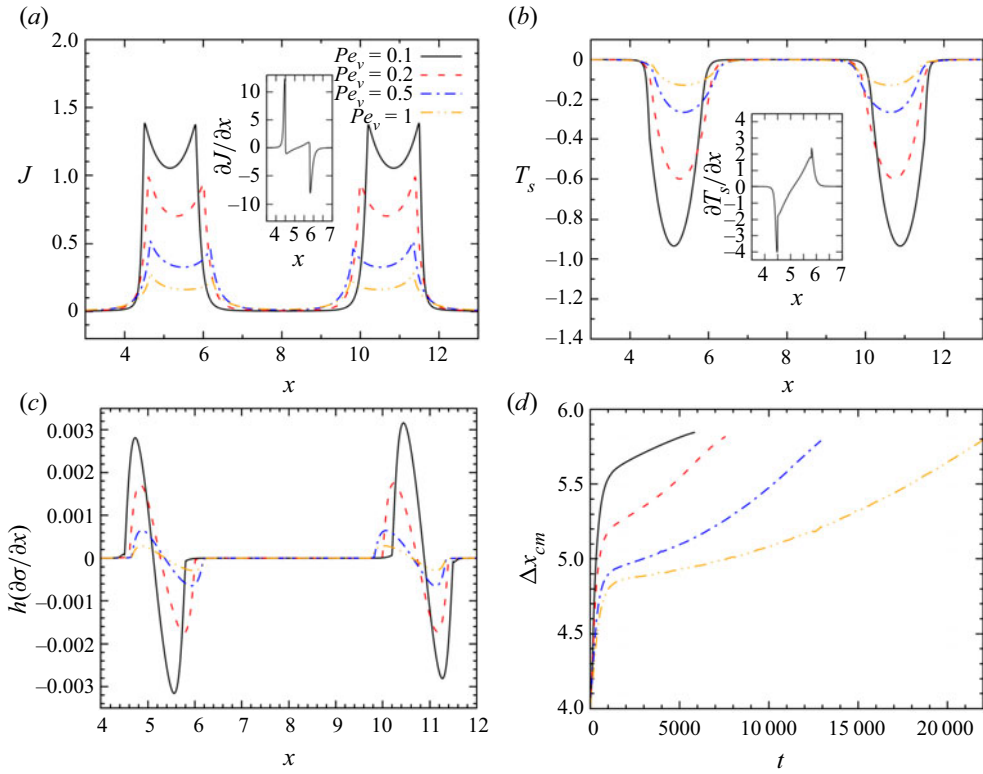 (a)
2.0
1.5
1.0
0.5
0
J
4 6 8 10 12
x
Pe_v = 0.1
Pe_v = 0.2
Pe_v = 0.5
Pe_v = 1
10
5
0
−5
−10
∂J/∂x
4 5 6 7
x
(b)
0
−0.2
−0.4
−0.6
−0.8
−1.0
−1.2
−1.4
T_s
4 6 8 10 12
x
4
3
2
1
0
−1
−2
−3
−4
∂T_s/∂x
4 5 6 7
x
(c)
0.003
0.002
0.001
0
−0.001
−0.002
−0.003
h(∂σ/∂x)
4 5 6 7 8 9 10 11 12
x
(d)
6.0
5.5
5.0
4.5
4.0
Δx_cm
0 5000 10 000 15 000 20 000
t